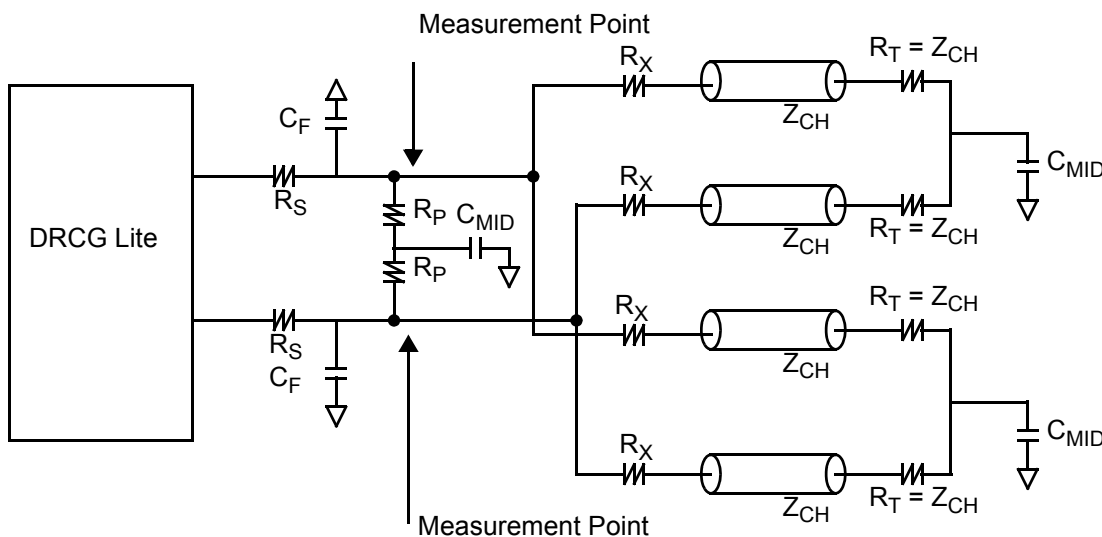 Measurement Point
R_X
R_T = Z_CH
C_F
Z_CH
C_MID
R_S
R_P
C_MID
R_X
Z_CH
R_T = Z_CH
DRCG Lite
R_P
R_S
C_F
R_X
Z_CH
R_T = Z_CH
C_MID
R_X
Z_CH
R_T = Z_CH
Measurement Point